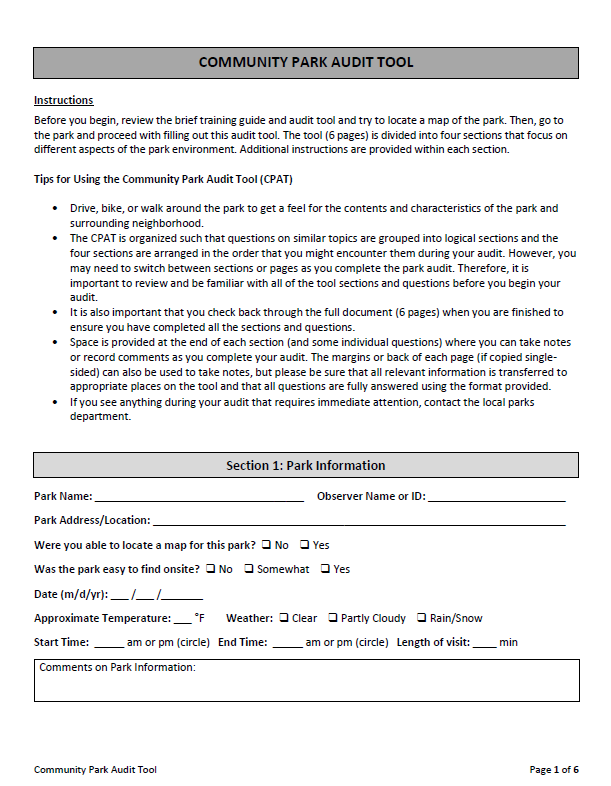 COMMUNITY PARK AUDIT TOOL
Instructions
Before you begin, review the brief training guide and audit tool and try to locate a map of the park. Then, go to
the park and proceed with filling out this audit tool. The tool (6 pages) is divided into four sections that focus on
different aspects of the park environment. Additional instructions are provided within each section.
Tips for Using the Community Park Audit Tool (CPAT)
• Drive, bike, or walk around the park to get a feel for the contents and characteristics of the park and
surrounding neighborhood.
• The CPAT is organized such that questions on similar topics are grouped into logical sections and the
four sections are arranged in the order that you might encounter them during your audit. However, you
may need to switch between sections or pages as you complete the park audit. Therefore, it is
important to review and be familiar with all of the tool sections and questions before you begin your
audit.
• It is also important that you check back through the full document (6 pages) when you are finished to
ensure you have completed all the sections and questions.
• Space is provided at the end of each section (and some individual questions) where you can take notes
or record comments as you complete your audit. The margins or back of each page (if copied single-
sided) can also be used to take notes, but please be sure that all relevant information is transferred to
appropriate places on the tool and that all questions are fully answered using the format provided.
• If you see anything during your audit that requires immediate attention, contact the local parks
department.
Section 1: Park Information
Park Name: __________________________________ Observer Name or ID: ______________________
Park Address/Location: ___________________________________________________________________
Were you able to locate a map for this park? ❑ No ❑ Yes
Was the park easy to find onsite? ❑ No ❑ Somewhat ❑ Yes
Date (m/d/yr): ___ /___ /_______
Approximate Temperature: ___ °F Weather: ❑ Clear ❑ Partly Cloudy ❑ Rain/Snow
Start Time: _____ am or pm (circle) End Time: _____ am or pm (circle) Length of visit: ____ min
Comments on Park Information:
Community Park Audit Tool Page 1 of 6